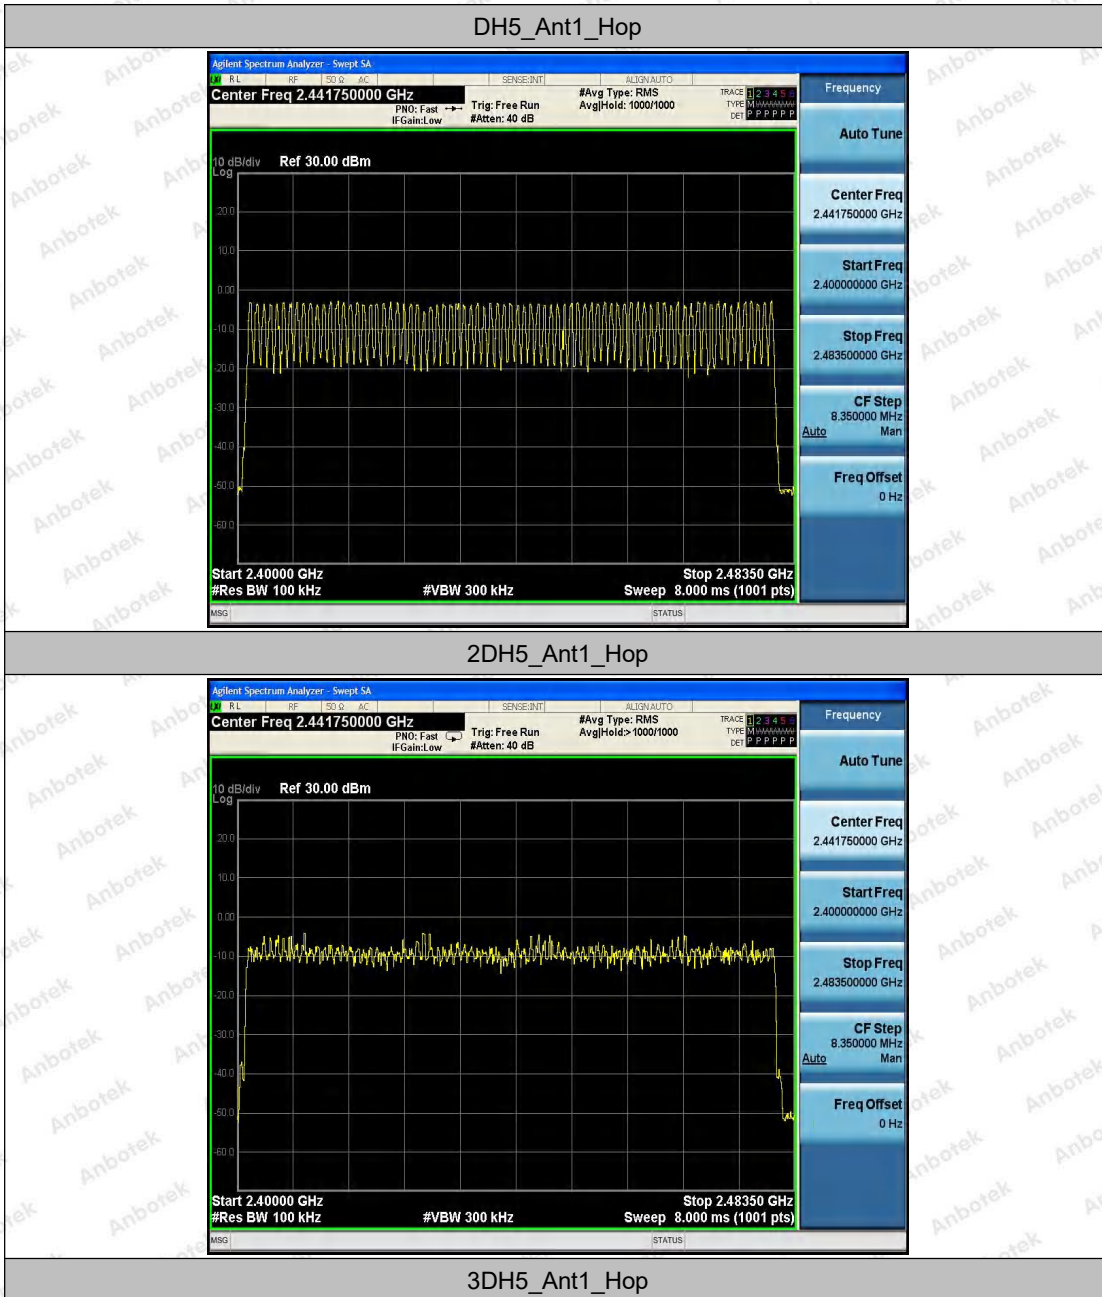 DH5_Ant1_Hop
Agilent Spectrum Analyzer - Swept SA
RL RF 50 Ω AC SENSE:INT ALIGNAUTO
Center Freq 2.441750000 GHz #Avg Type: RMS TRACE 1 2 3 4 5 6
PNO: Fast Trig: Free Run Avg|Hold: 1000/1000 TYPE M
IFGain:Low #Atten: 40 dB DET P P P P P P
10 dB/div Ref 30.00 dBm
Log
20.0
10.0
0.00
-10.0
-20.0
-30.0
-40.0
-50.0
-60.0
Start 2.40000 GHz Stop 2.48350 GHz
#Res BW 100 kHz #VBW 300 kHz Sweep 8.000 ms (1001 pts)
MSG STATUS
Frequency
Auto Tune
Center Freq
2.441750000 GHz
Start Freq
2.400000000 GHz
Stop Freq
2.483500000 GHz
CF Step
8.350000 MHz
Auto Man
Freq Offset
0 Hz
2DH5_Ant1_Hop
Agilent Spectrum Analyzer - Swept SA
RL RF 50 Ω AC SENSE:INT ALIGNAUTO
Center Freq 2.441750000 GHz #Avg Type: RMS TRACE 1 2 3 4 5 6
PNO: Fast Trig: Free Run Avg|Hold:>1000/1000 TYPE M
IFGain:Low #Atten: 40 dB DET P P P P P P
10 dB/div Ref 30.00 dBm
Log
20.0
10.0
0.00
-10.0
-20.0
-30.0
-40.0
-50.0
-60.0
Start 2.40000 GHz Stop 2.48350 GHz
#Res BW 100 kHz #VBW 300 kHz Sweep 8.000 ms (1001 pts)
MSG STATUS
Frequency
Auto Tune
Center Freq
2.441750000 GHz
Start Freq
2.400000000 GHz
Stop Freq
2.483500000 GHz
CF Step
8.350000 MHz
Auto Man
Freq Offset
0 Hz
3DH5_Ant1_Hop